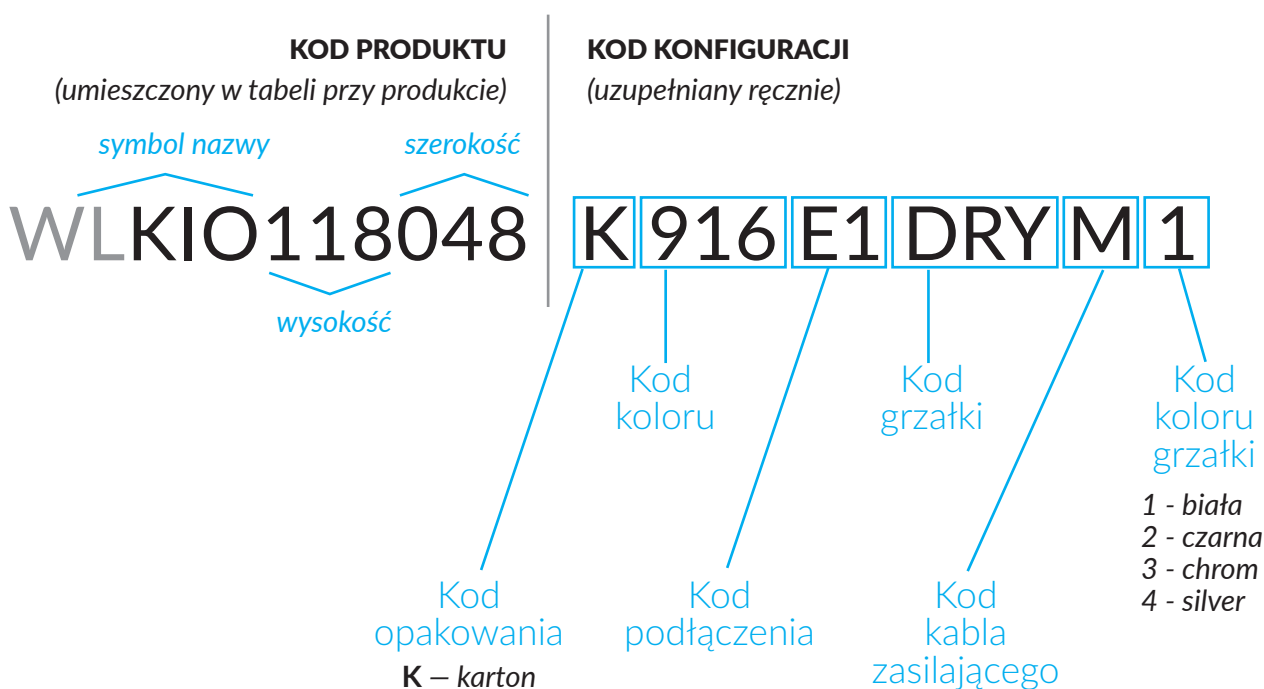 KOD PRODUKTU
(umieszczony w tabeli przy produkcie)
KOD KONFIGURACJI
(uzupełniany ręcznie)
symbol nazwy
szerokość
WLKIO118048
K 916 E1 DRY M 1
wysokość
Kod
koloru
Kod
grzałki
Kod
koloru
grzałki
1 - biała
2 - czarna
3 - chrom
4 - silver
Kod
opakowania
K – karton
Kod
podłączenia
Kod
kabla
zasilającego